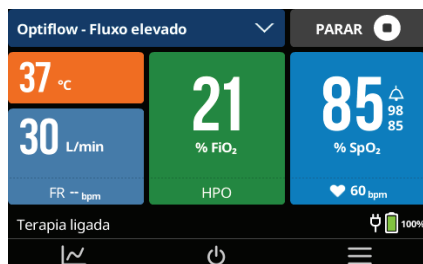 Optiflow - Fluxo elevado
PARAR
37 °C
30 L/min
FR -- bpm
21
% FiO₂
HPO
85
98
85
% SpO₂
60 bpm
Terapia ligada
100%